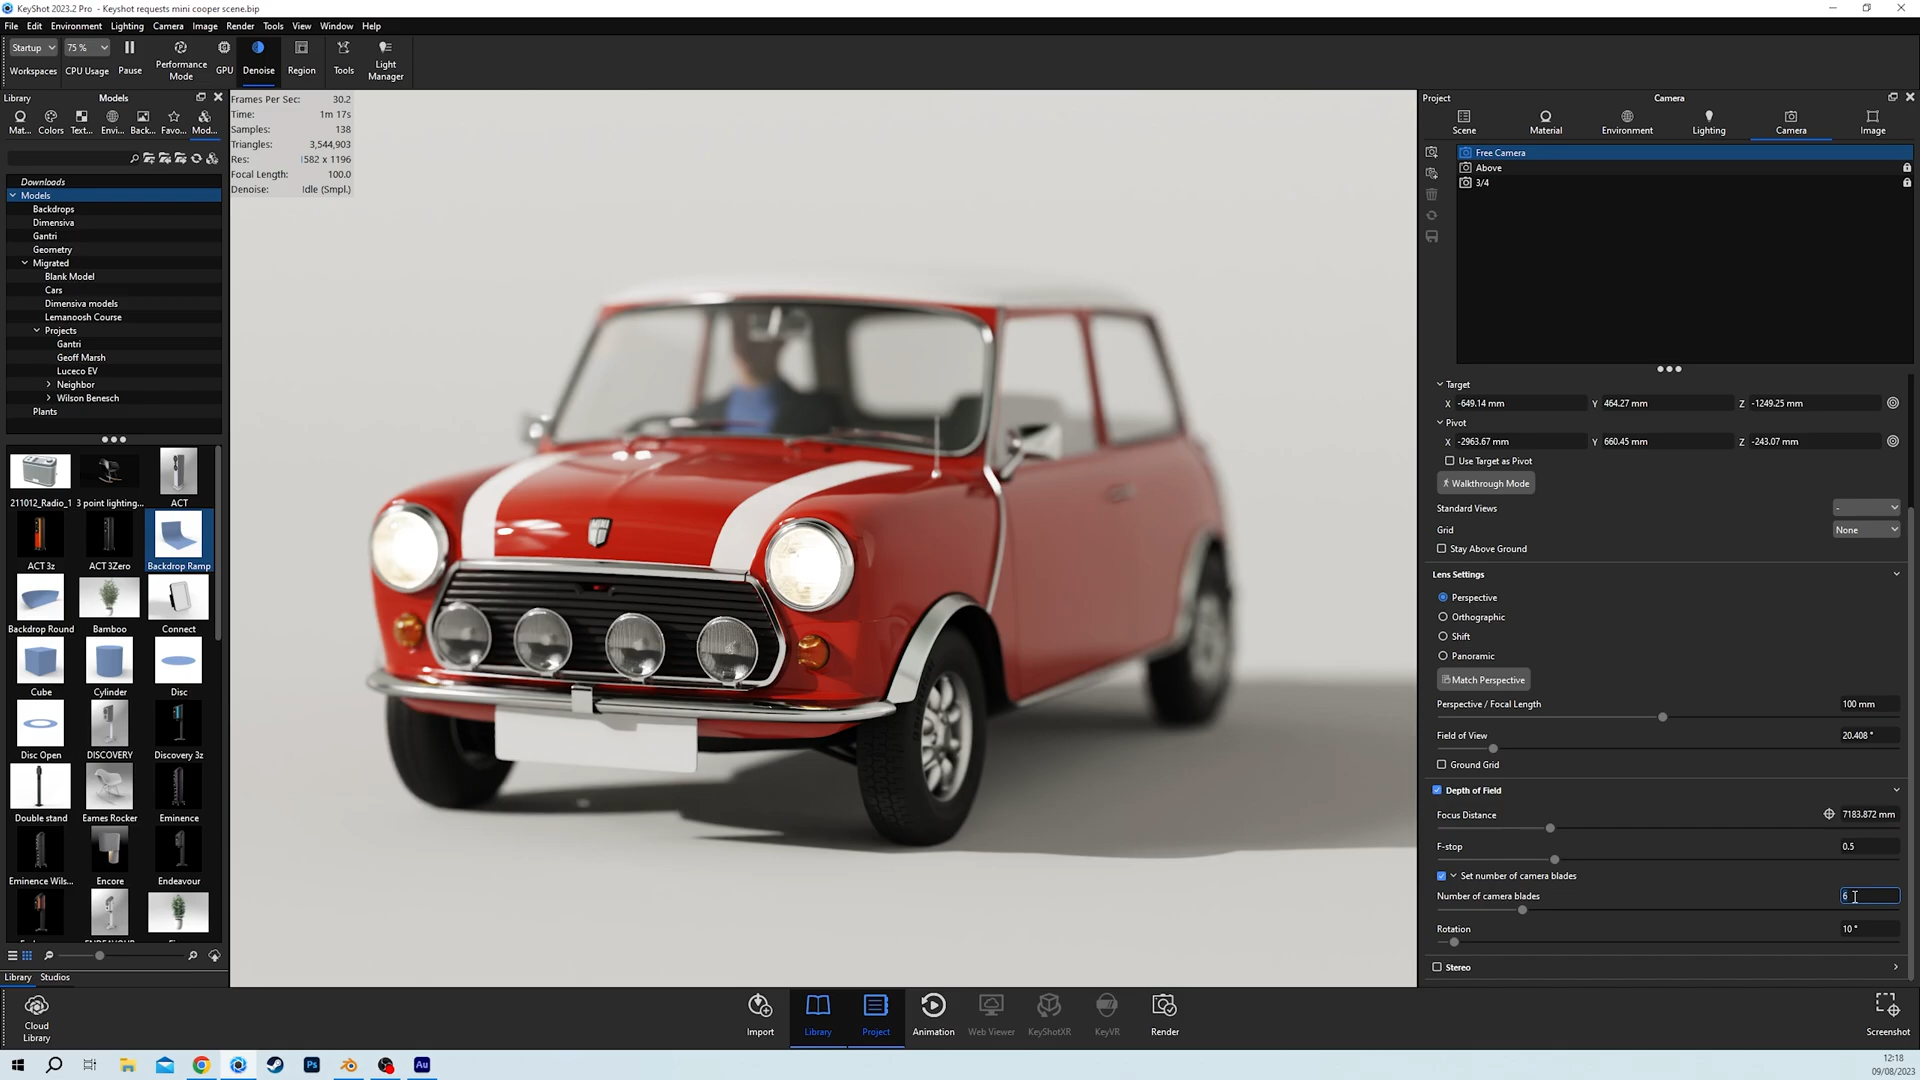 KeyShot 2023.2 Pro - Keyshot requests mini cooper scene.bip
File Edit Environment Lighting Camera Image Render Tools View Window Help
Startup 75 %
Workspaces CPU Usage Pause Performance Mode GPU Denoise Region Tools Light Manager
Library Models
Mat... Colors Text... Envi... Back... Favo... Mod...
Downloads
Models
Backdrops
Dimensiva
Gantri
Geometry
Migrated
Blank Model
Cars
Dimensiva models
Lemanoosh Course
Projects
Gantri
Geoff Marsh
Luceco EV
Neighbor
Wilson Benesch
Plants
211012_Radio_1 3 point lighting... ACT
ACT 3z ACT 3Zero Backdrop Ramp
Backdrop Round Bamboo Connect
Cube Cylinder Disc
Disc Open DISCOVERY Discovery 3z
Double stand Eames Rocker Eminence
Eminence Wils... Encore Endeavour
Library Studios
Cloud Library
Frames Per Sec: 30.2
Time: 1m 17s
Samples: 138
Triangles: 3,544,903
Res: 1582 x 1196
Focal Length: 100.0
Denoise: Idle (Smpl.)
MINI
Import Library Project Animation Web Viewer KeyShotXR KeyVR Render
Screenshot
Project Camera
Scene Material Environment Lighting Camera Image
Free Camera
Above
3/4
Target
X -649.14 mm Y 464.27 mm Z -1249.25 mm
Pivot
X -2963.67 mm Y 660.45 mm Z -243.07 mm
Use Target as Pivot
Walkthrough Mode
Standard Views -
Grid None
Stay Above Ground
Lens Settings
Perspective
Orthographic
Shift
Panoramic
Match Perspective
Perspective / Focal Length 100 mm
Field of View 20.408 °
Ground Grid
Depth of Field
Focus Distance 7183.872 mm
F-stop 0.5
Set number of camera blades
Number of camera blades 6
Rotation 10 °
Stereo
Ps Au
12:18
09/08/2023